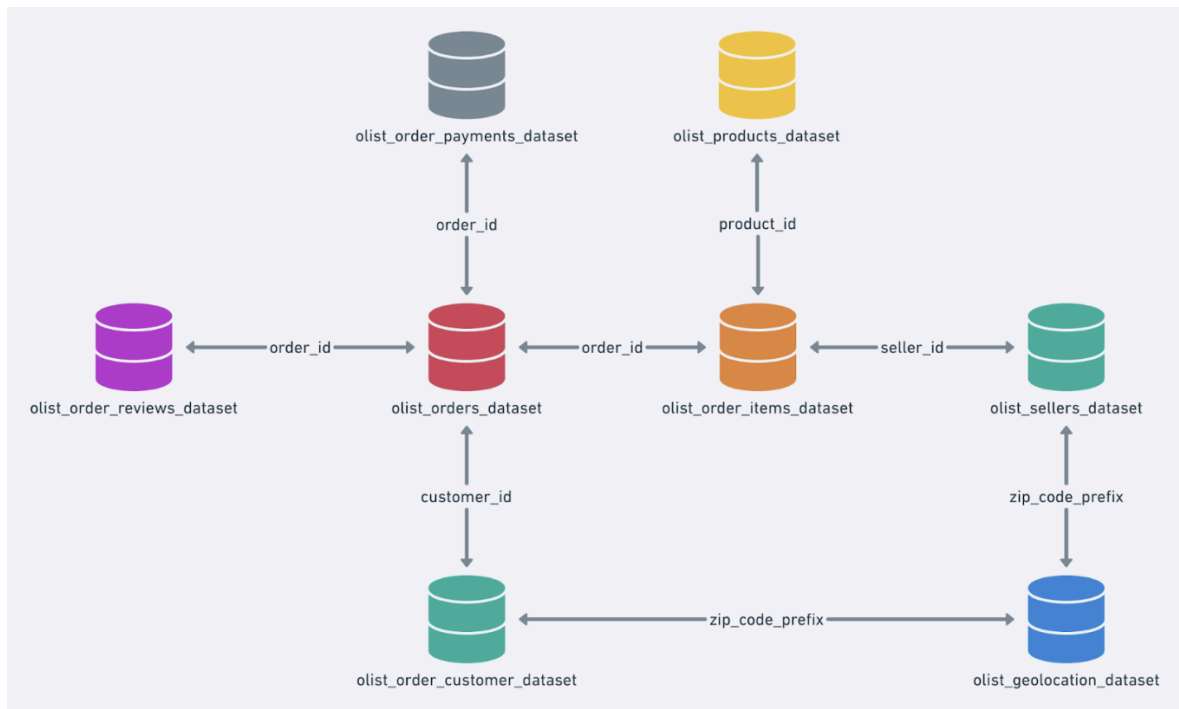 olist_order_payments_dataset
olist_products_dataset
order_id
product_id
order_id
order_id
seller_id
olist_order_reviews_dataset
olist_orders_dataset
olist_order_items_dataset
olist_sellers_dataset
customer_id
zip_code_prefix
zip_code_prefix
olist_order_customer_dataset
olist_geolocation_dataset